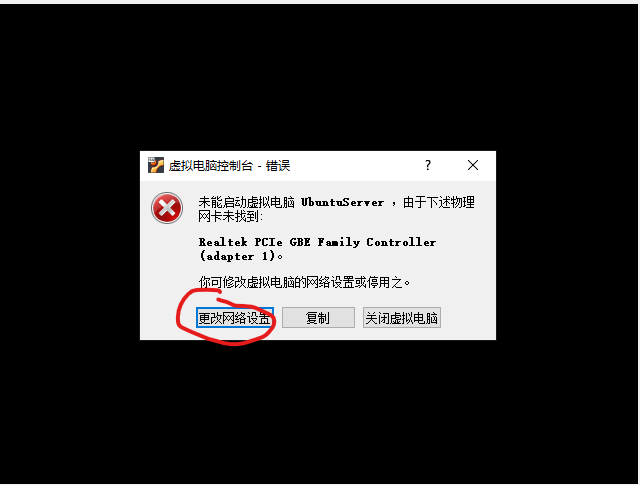 虚拟电脑控制台 - 错误
未能启动虚拟电脑 UbuntuServer ，由于下述物理
网卡未找到:
Realtek PCIe GBE Family Controller
(adapter 1)。
你可修改虚拟电脑的网络设置或停用之。
更改网络设置
复制
关闭虚拟电脑